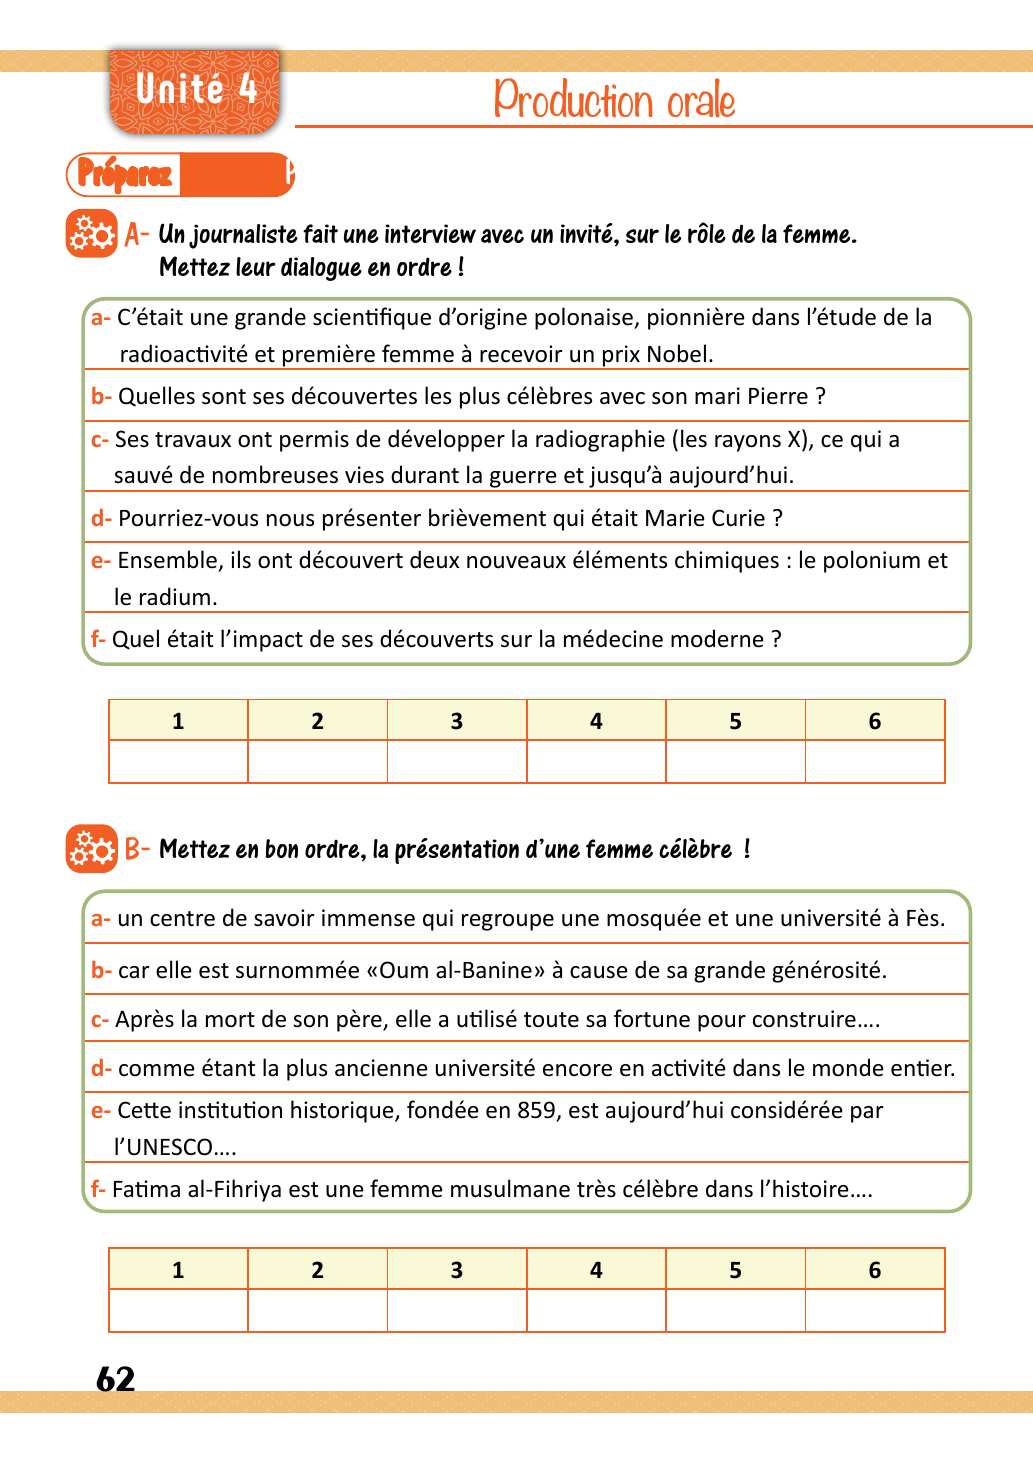 Unité 4
Production orale
Préparez
A- Un journaliste fait une interview avec un invité, sur le rôle de la femme.
Mettez leur dialogue en ordre !
a- C’était une grande scientifique d’origine polonaise, pionnière dans l’étude de la
radioactivité et première femme à recevoir un prix Nobel.
b- Quelles sont ses découvertes les plus célèbres avec son mari Pierre ?
c- Ses travaux ont permis de développer la radiographie (les rayons X), ce qui a
sauvé de nombreuses vies durant la guerre et jusqu’à aujourd’hui.
d- Pourriez-vous nous présenter brièvement qui était Marie Curie ?
e- Ensemble, ils ont découvert deux nouveaux éléments chimiques : le polonium et
le radium.
f- Quel était l’impact de ses découverts sur la médecine moderne ?
1 2 3 4 5 6
B- Mettez en bon ordre, la présentation d’une femme célèbre !
a- un centre de savoir immense qui regroupe une mosquée et une université à Fès.
b- car elle est surnommée «Oum al-Banine» à cause de sa grande générosité.
c- Après la mort de son père, elle a utilisé toute sa fortune pour construire….
d- comme étant la plus ancienne université encore en activité dans le monde entier.
e- Cette institution historique, fondée en 859, est aujourd’hui considérée par
l’UNESCO….
f- Fatima al-Fihriya est une femme musulmane très célèbre dans l’histoire….
1 2 3 4 5 6
62